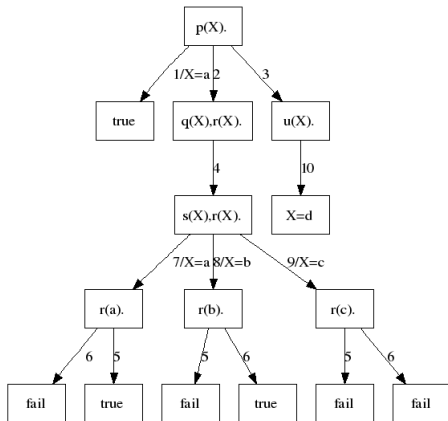 p(X).
1/X=a
2
3
true
q(X),r(X).
u(X).
4
10
s(X),r(X).
X=d
7/X=a
8/X=b
9/X=c
r(a).
r(b).
r(c).
6
5
5
6
5
6
fail
true
fail
true
fail
fail